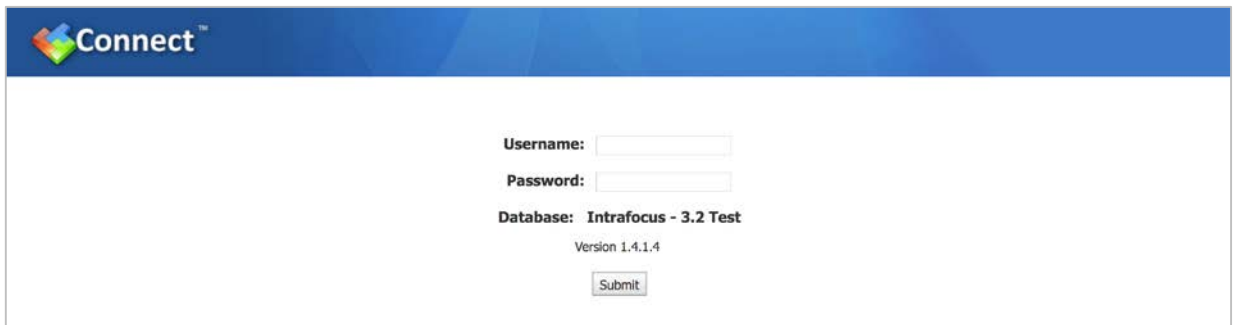 Connect™
Username:
Password:
Database: Intrafocus - 3.2 Test
Version 1.4.1.4
Submit